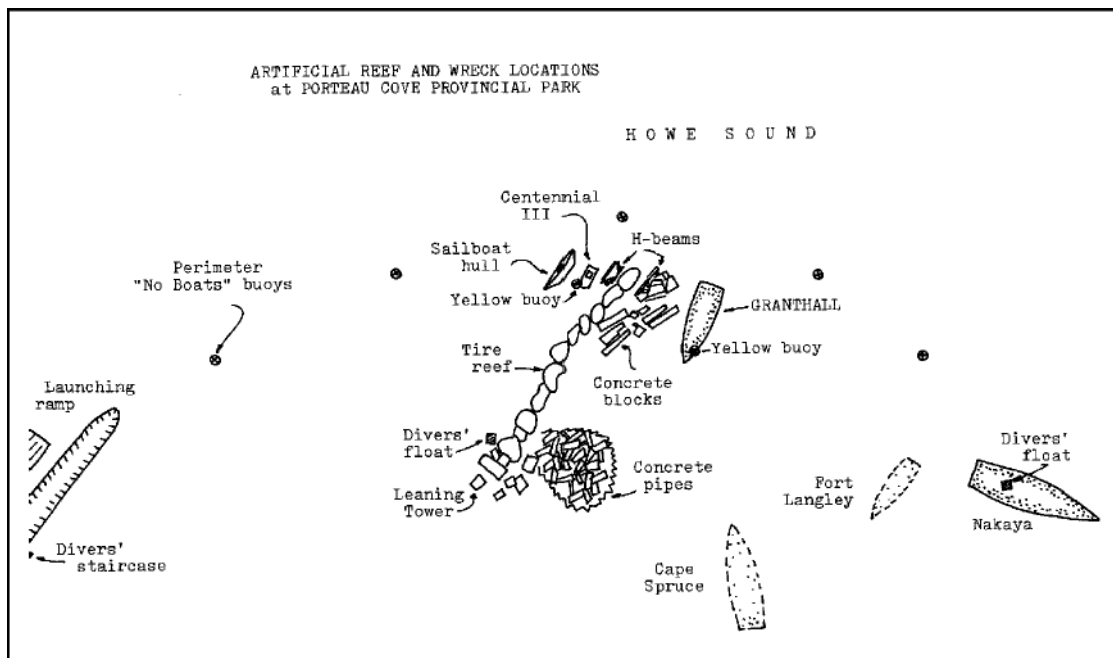 ARTIFICIAL REEF AND WRECK LOCATIONS
at PORTEAU COVE PROVINCIAL PARK
HOWE SOUND
Centennial
III
Sailboat
hull
H-beams
Perimeter
"No Boats" buoys
Yellow buoy
GRANTHALL
Tire
reef
Yellow buoy
Concrete
blocks
Launching
ramp
Divers'
float
Concrete
pipes
Leaning
Tower
Fort
Langley
Divers'
float
Nakaya
Divers'
staircase
Cape
Spruce